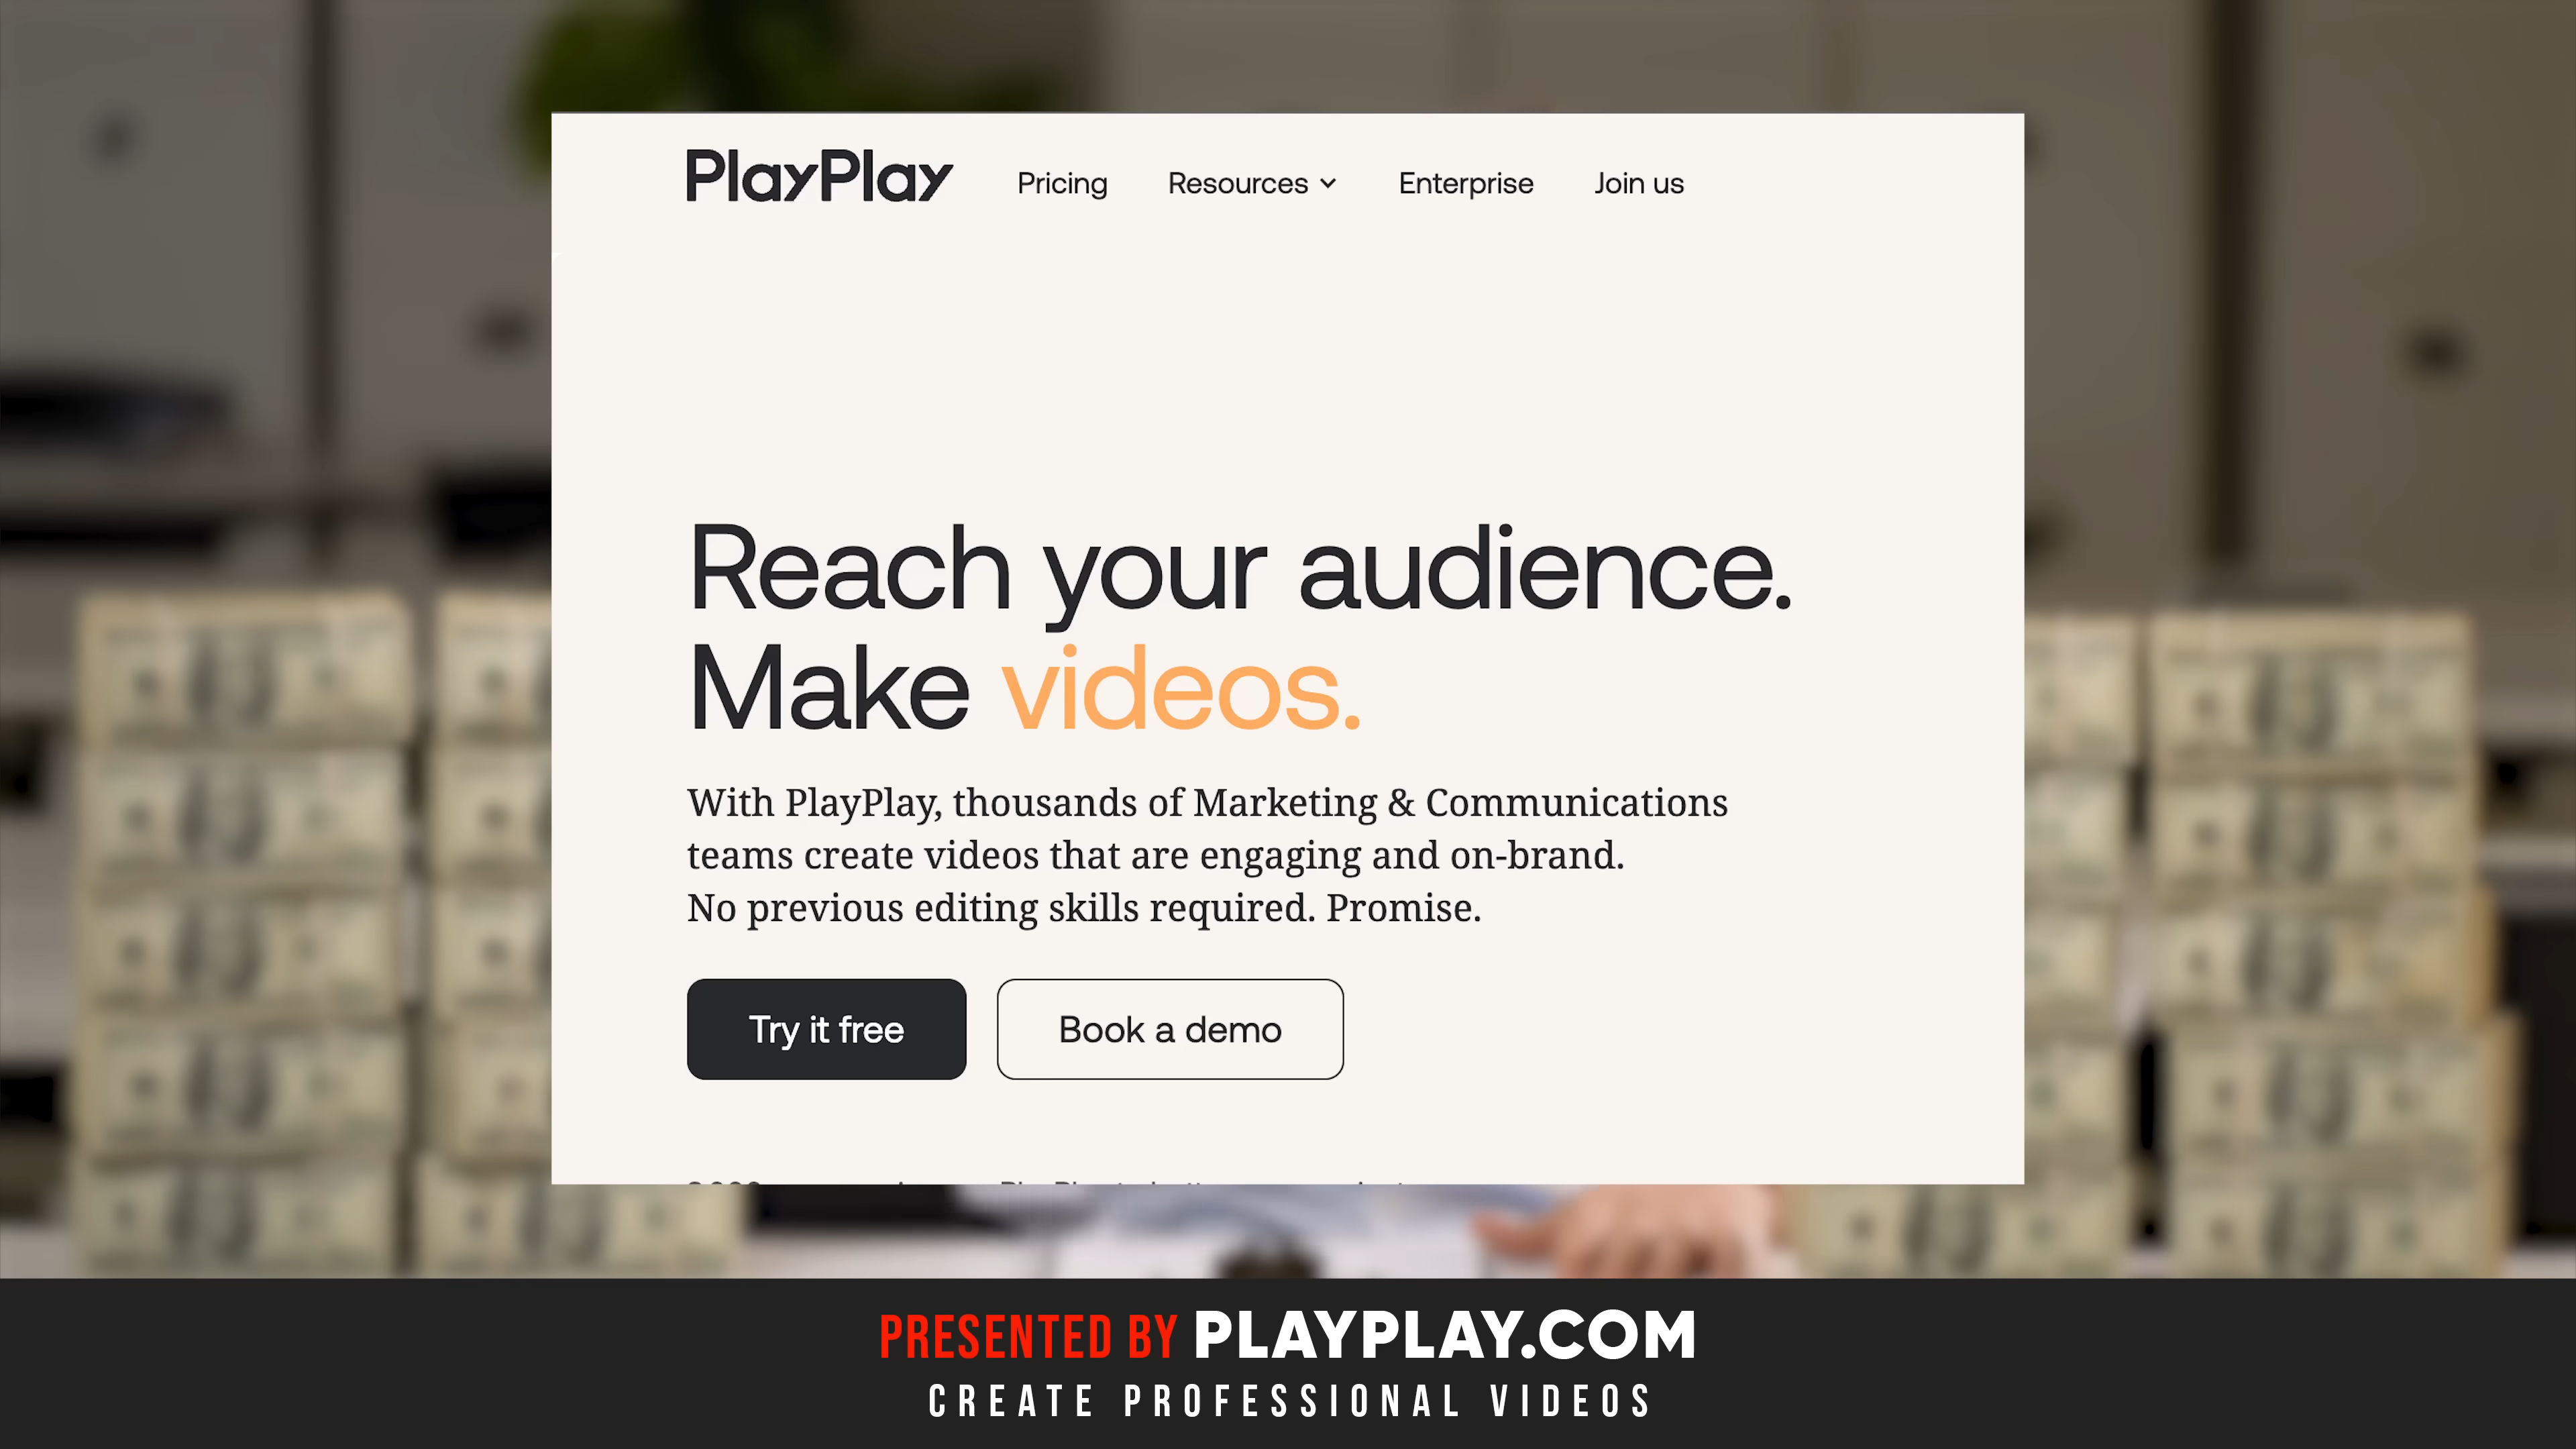 PlayPlay
Pricing
Resources
Enterprise
Join us
Reach your audience.
Make videos.
With PlayPlay, thousands of Marketing & Communications
teams create videos that are engaging and on-brand.
No previous editing skills required. Promise.
Try it free
Book a demo
PRESENTED BY PLAYPLAY.COM
CREATE PROFESSIONAL VIDEOS